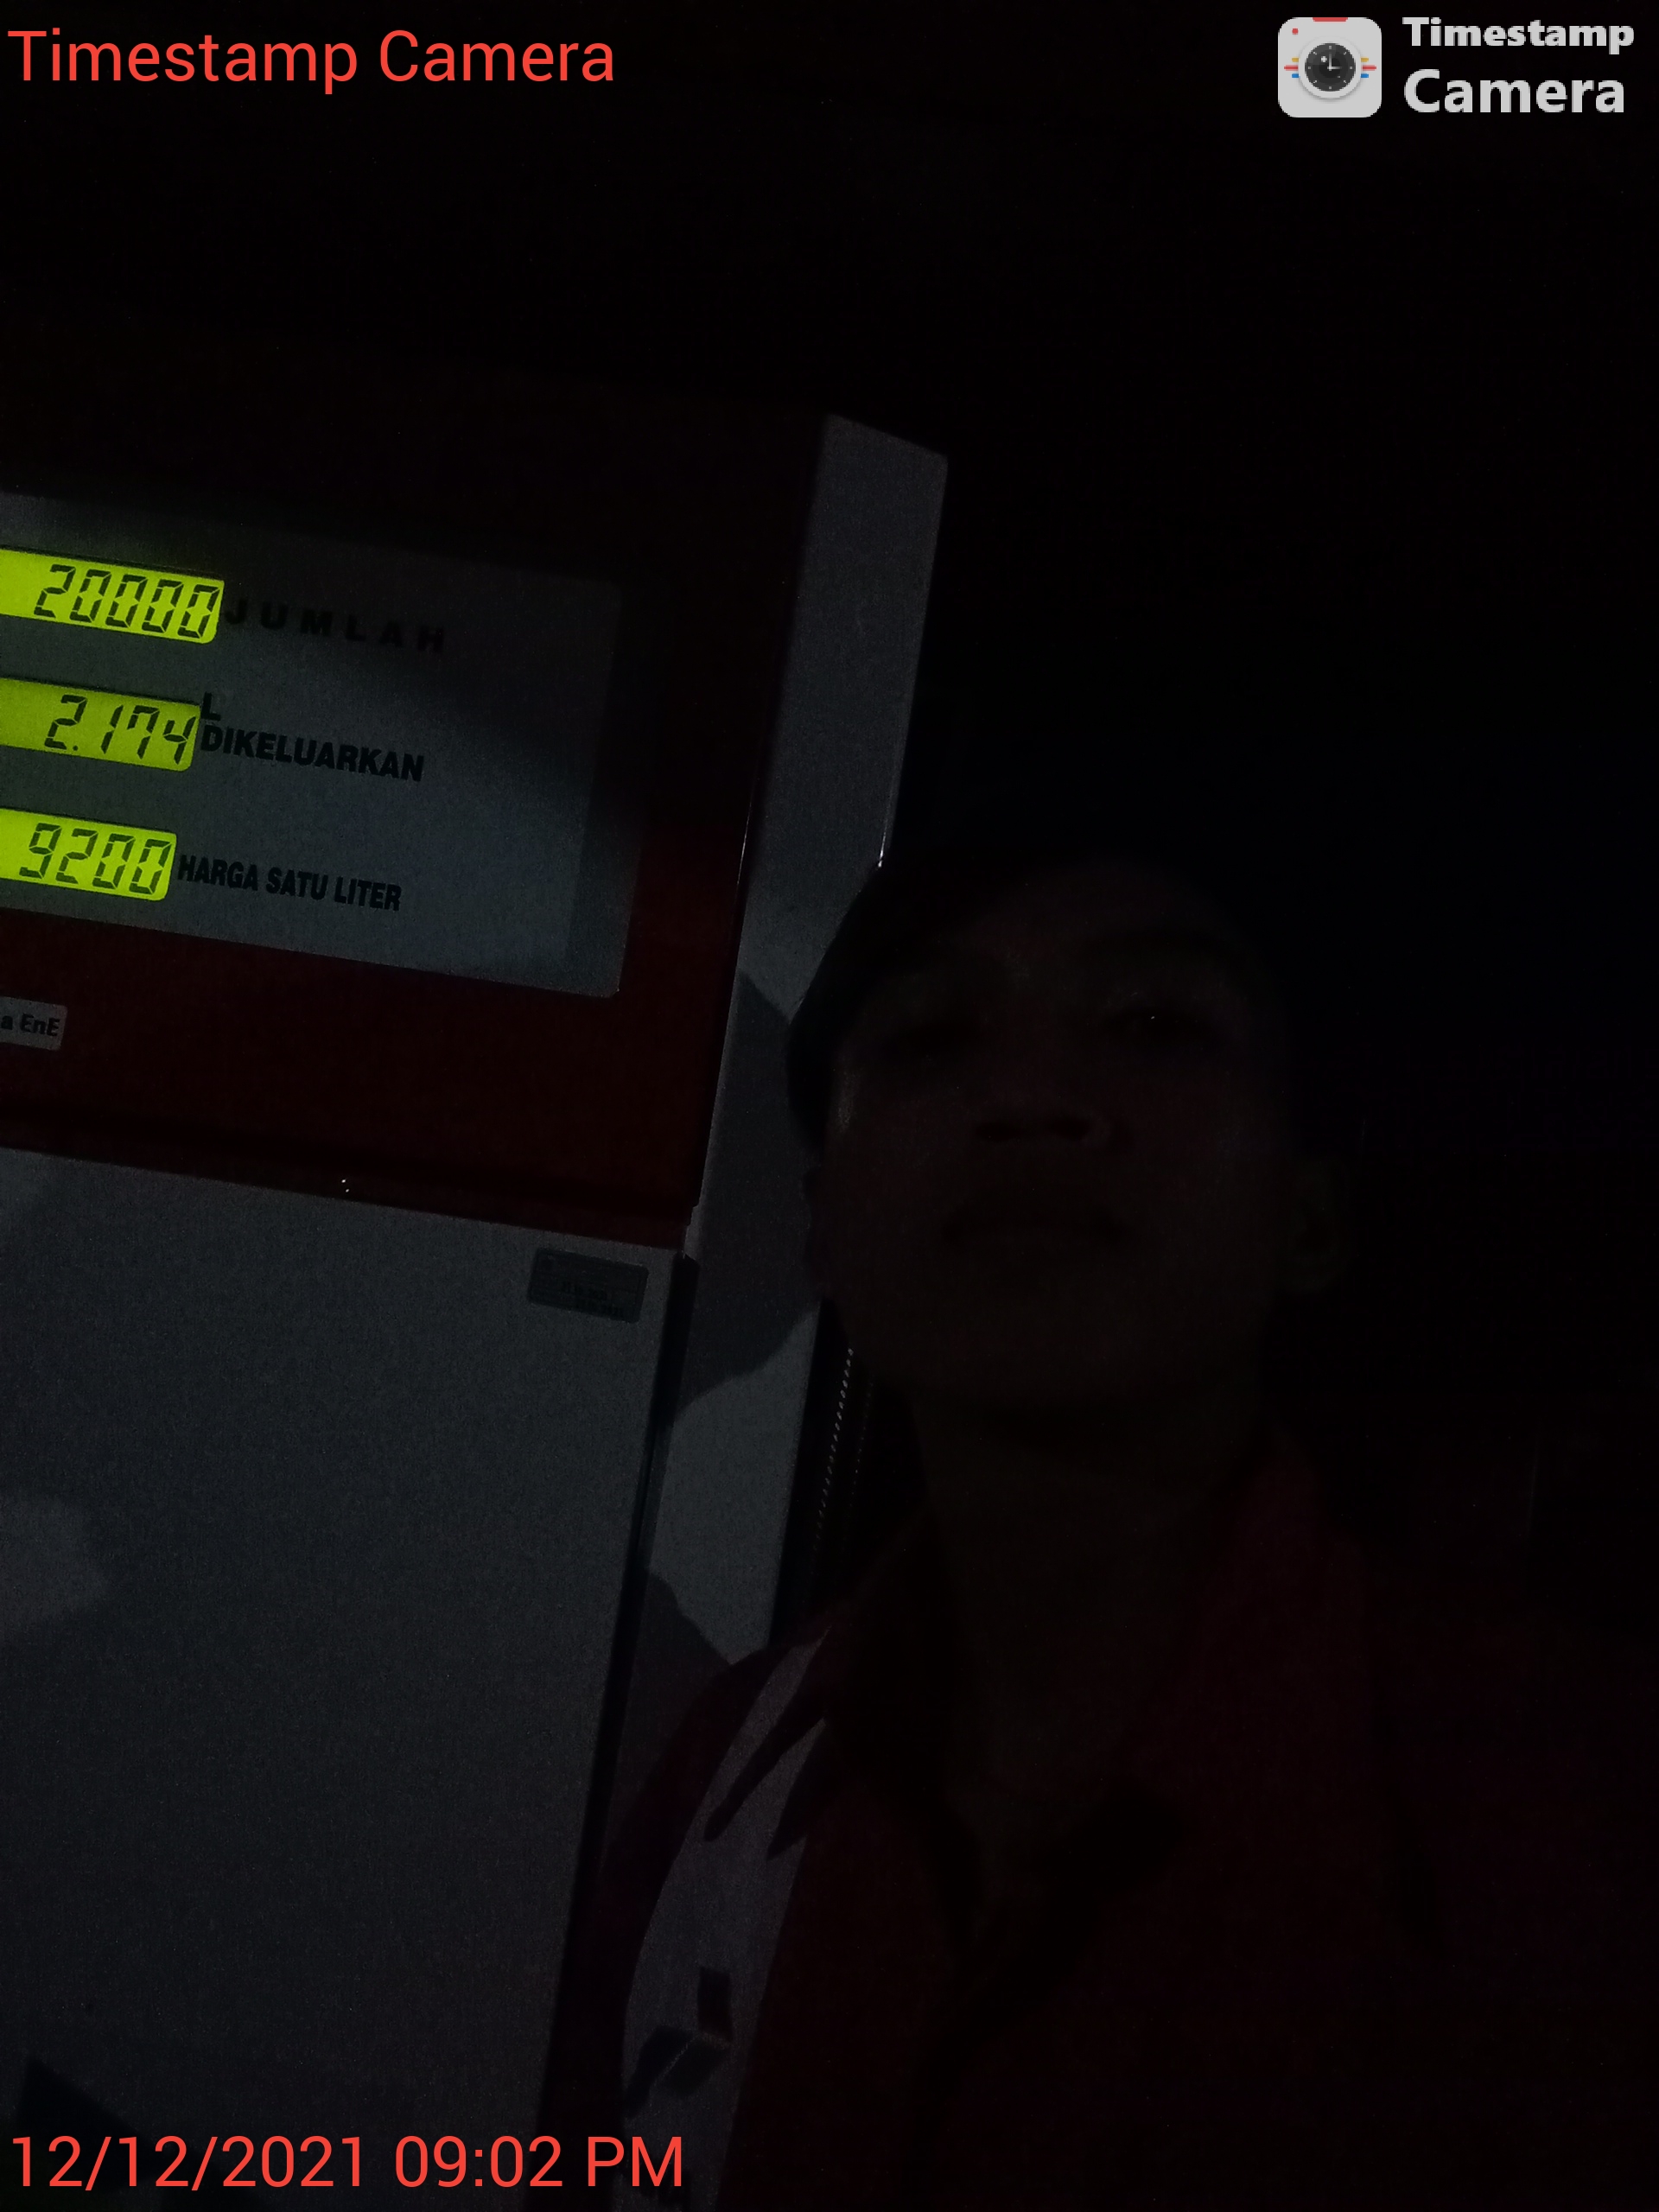 Timestamp Camera
Timestamp
Camera
20000 JUMLAH
L
2.174 DIKELUARKAN
9200 HARGA SATU LITER
a EnE
12/12/2021 09:02 PM